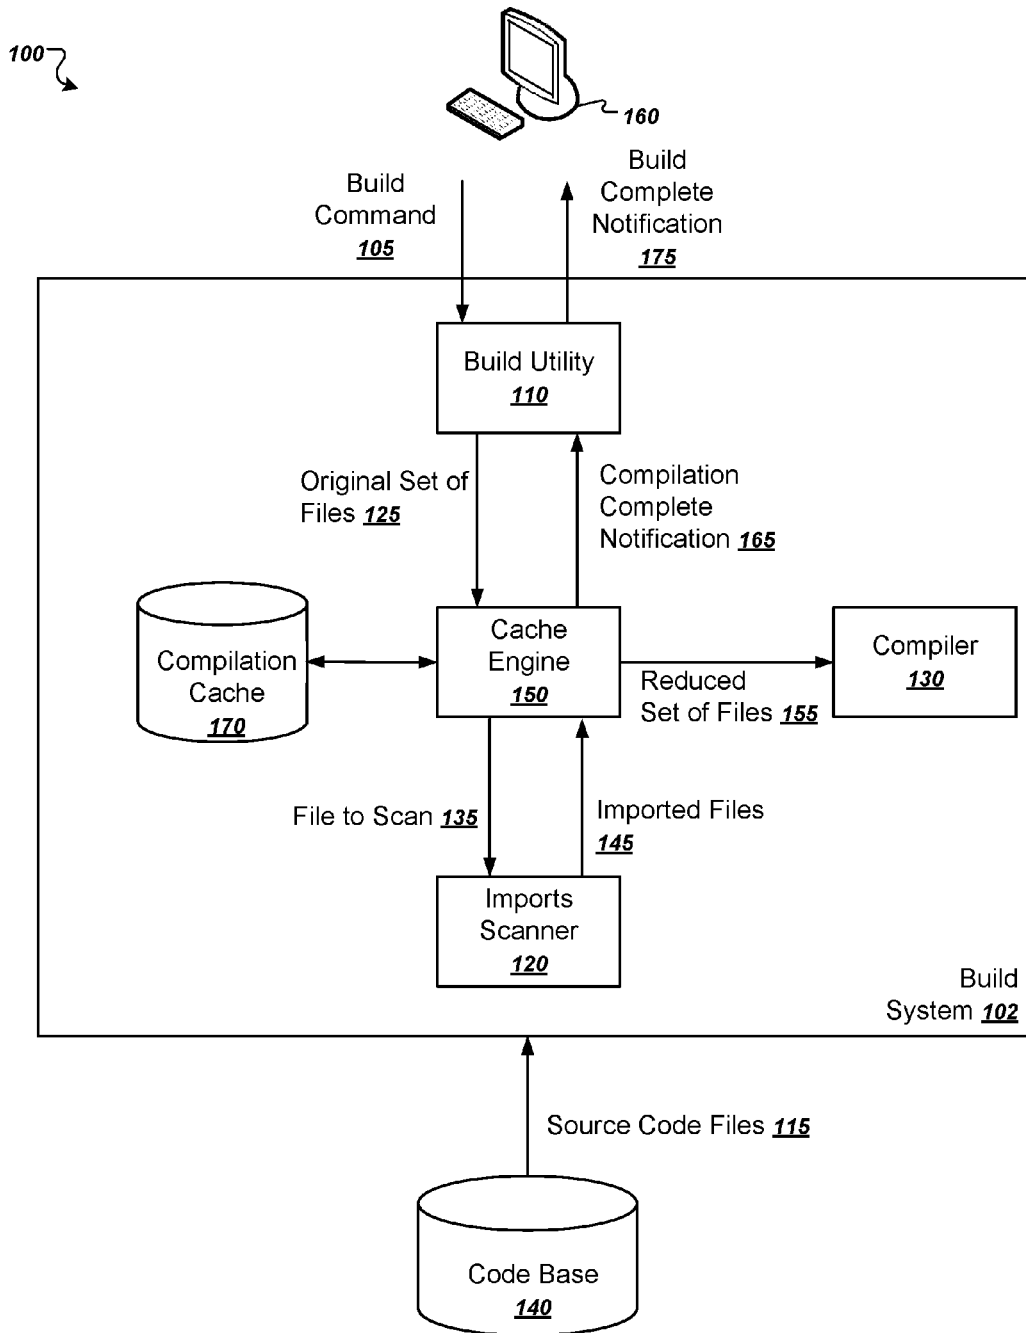 100
160
Build
Command
105
Build
Complete
Notification
175
Build Utility
110
Original Set of
Files 125
Compilation
Complete
Notification 165
Compilation
Cache
170
Cache
Engine
150
Reduced
Set of Files 155
Compiler
130
File to Scan 135
Imported Files
145
Imports
Scanner
120
Build
System 102
Source Code Files 115
Code Base
140